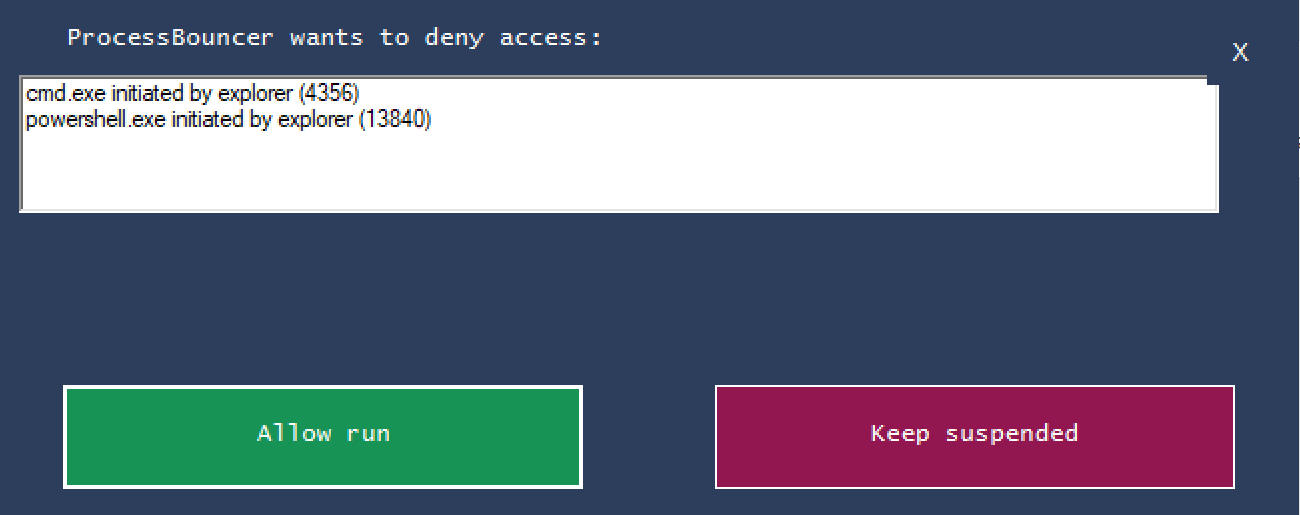 ProcessBouncer wants to deny access:
X
cmd.exe initiated by explorer (4356)
powershell.exe initiated by explorer (13840)
Allow run
Keep suspended